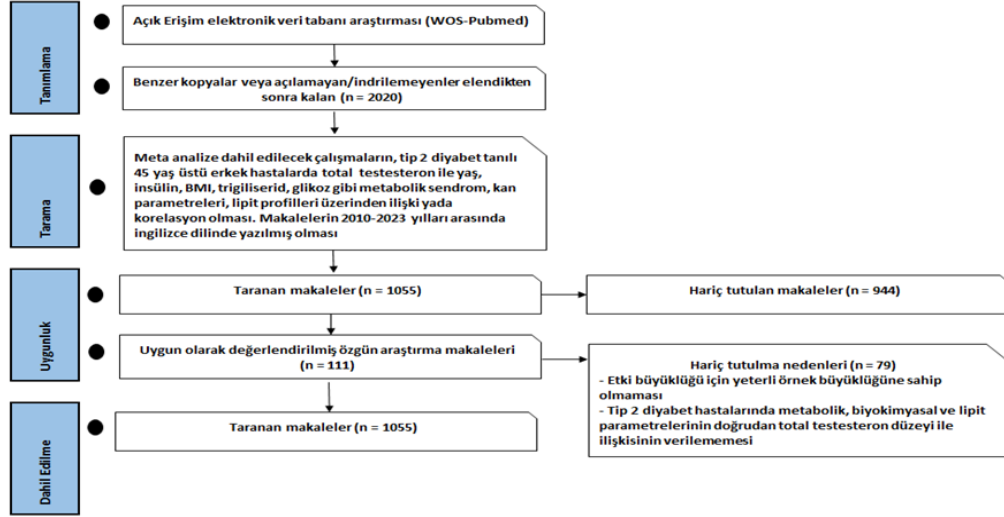 Tanımlama
Açık Erişim elektronik veri tabanı araştırması (WOS-Pubmed)
Benzer kopyalar veya açılamayan/indrilemeyenler elendikten
sonra kalan (n = 2020)
Tarama
Meta analize dahil edilecek çalışmaların, tip 2 diyabet tanılı
45 yaş üstü erkek hastalarda total testesteron ile yaş,
insülin, BMI, trigiliserid, glikoz gibi metabolik sendrom, kan
parametreleri, lipit profilleri üzerinden ilişki yada
korelasyon olması. Makalelerin 2010-2023 yılları arasında
ingilizce dilinde yazılmış olması
Uygunluk
Taranan makaleler (n = 1055)
Hariç tutulan makaleler (n = 944)
Uygun olarak değerlendirilmiş özgün araştırma makaleleri
(n = 111)
Hariç tutulma nedenleri (n = 79)
- Etki büyüklüğü için yeterli örnek büyüklüğüne sahip
olmaması
- Tip 2 diyabet hastalarında metabolik, biyokimyasal ve lipit
parametrelerinin doğrudan total testesteron düzeyi ile
ilişkisinin verilememesi
Dahil Edilme
Taranan makaleler (n = 1055)